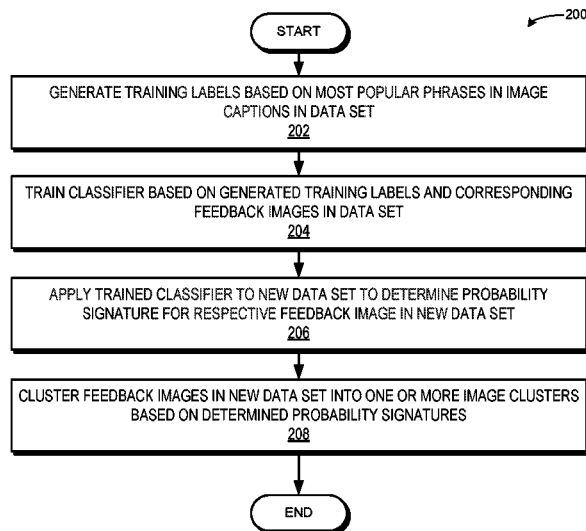 200
START
GENERATE TRAINING LABELS BASED ON MOST POPULAR PHRASES IN IMAGE
CAPTIONS IN DATA SET
202
TRAIN CLASSIFIER BASED ON GENERATED TRAINING LABELS AND CORRESPONDING
FEEDBACK IMAGES IN DATA SET
204
APPLY TRAINED CLASSIFIER TO NEW DATA SET TO DETERMINE PROBABILITY
SIGNATURE FOR RESPECTIVE FEEDBACK IMAGE IN NEW DATA SET
206
CLUSTER FEEDBACK IMAGES IN NEW DATA SET INTO ONE OR MORE IMAGE CLUSTERS
BASED ON DETERMINED PROBABILITY SIGNATURES
208
END